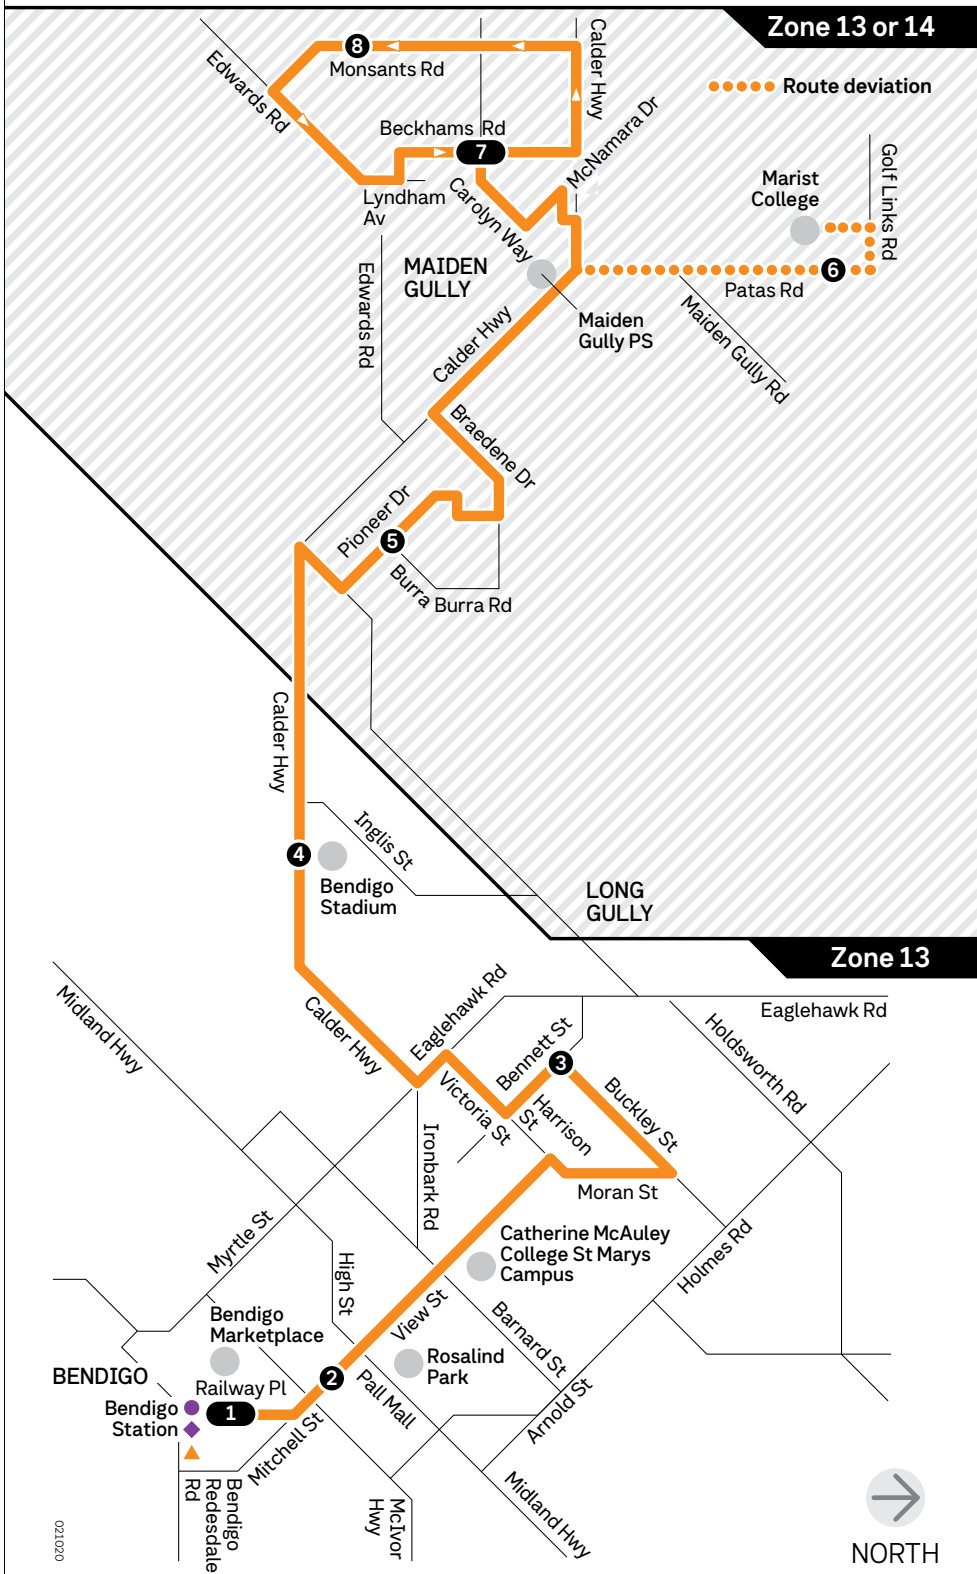 Zone 13 or 14
8
Monsants Rd
Edwards Rd
Calder Hwy
Route deviation
Beckhams Rd
7
McNamara Dr
Lyndham
Av
Carolyn Way
Marist
College
Golf Links Rd
MAIDEN
GULLY
Edwards Rd
6
Patas Rd
Maiden
Gully PS
Maiden Gully Rd
Calder Hwy
Braedene Dr
Pioneer Dr
5
Burra Burra Rd
Calder Hwy
Inglis St
4
Bendigo
Stadium
LONG
GULLY
Zone 13
Midland Hwy
Calder Hwy
Eaglehawk Rd
Eaglehawk Rd
Bennett St
3
Holdsworth Rd
Victoria St
Harrison
St
Buckley St
Ironbark Rd
Moran St
Myrtle St
High St
Catherine McAuley
College St Marys
Campus
Holmes Rd
Bendigo
Marketplace
View St
Barnard St
Rosalind
Park
BENDIGO
Railway Pl
2
Pall Mall
Arnold St
Bendigo
Station
1
Mitchell St
Bendigo
Redesdale
Rd
McIvor
Hwy
Midland Hwy
NORTH
021020